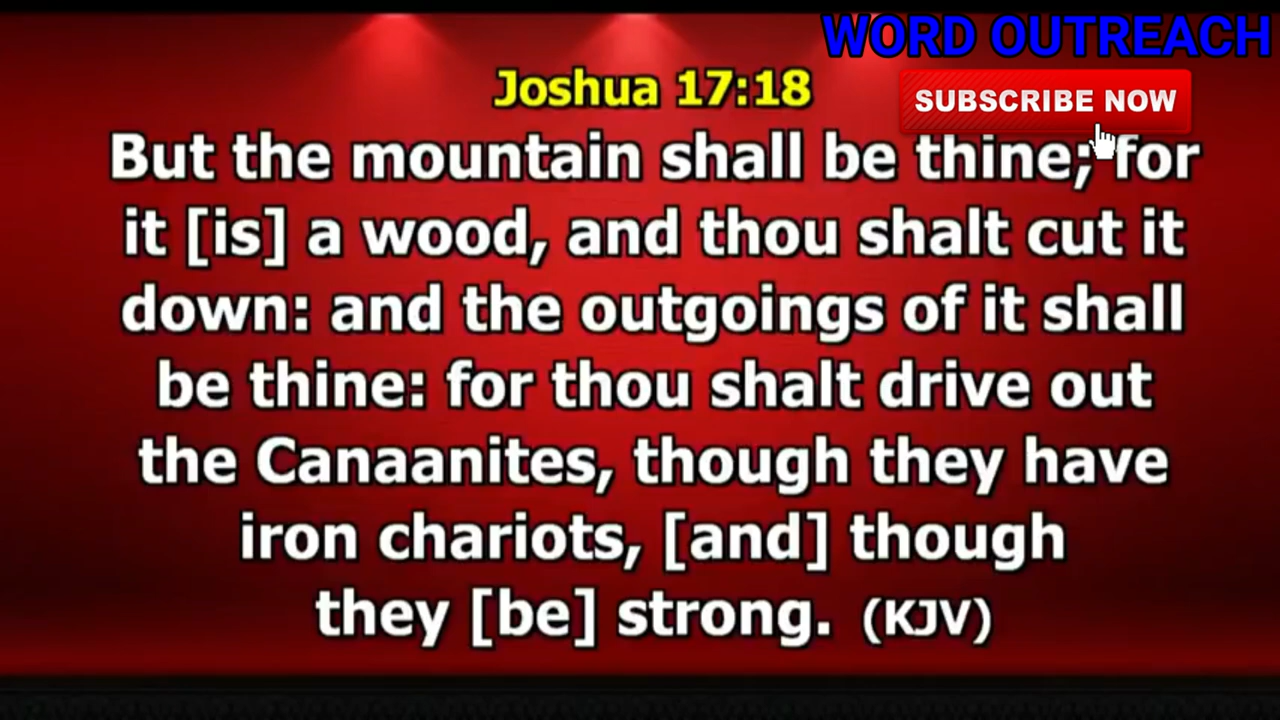 WORD OUTREACH
Joshua 17:18
SUBSCRIBE NOW
But the mountain shall be thine; for
it [is] a wood, and thou shalt cut it
down: and the outgoings of it shall
be thine: for thou shalt drive out
the Canaanites, though they have
iron chariots, [and] though
they [be] strong. (KJV)